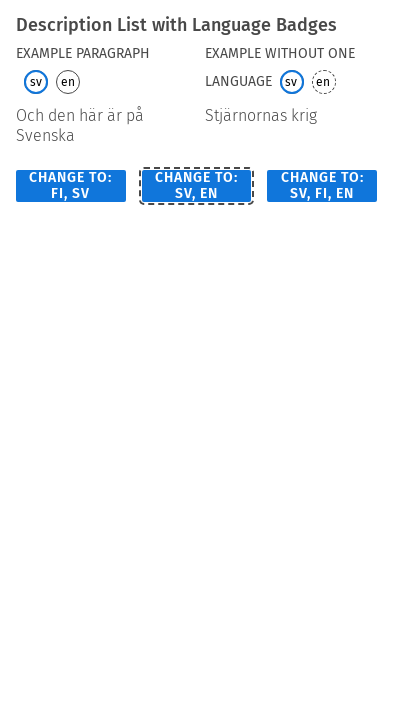 Description List with Language Badges
EXAMPLE PARAGRAPH
sv en
Och den här är på
Svenska
EXAMPLE WITHOUT ONE
LANGUAGE sv en
Stjärnornas krig
CHANGE TO:
FI, SV
CHANGE TO:
SV, EN
CHANGE TO:
SV, FI, EN